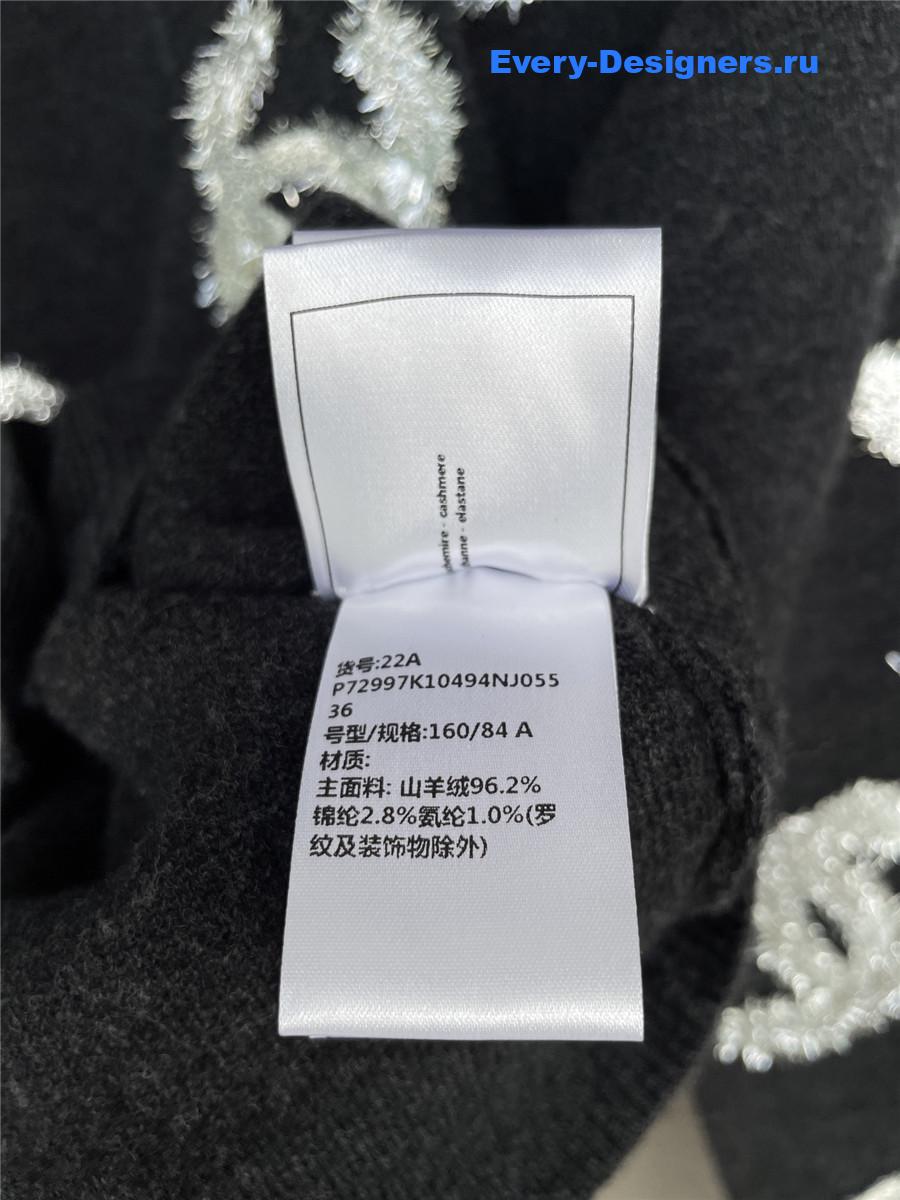 Every-Designers.ru
cashmere
elastane
货号:22A
P72997K10494NJ055
36
号型/规格:160/84 A
材质:
主面料: 山羊绒96.2%
锦纶2.8%氨纶1.0%(罗
纹及装饰物除外)